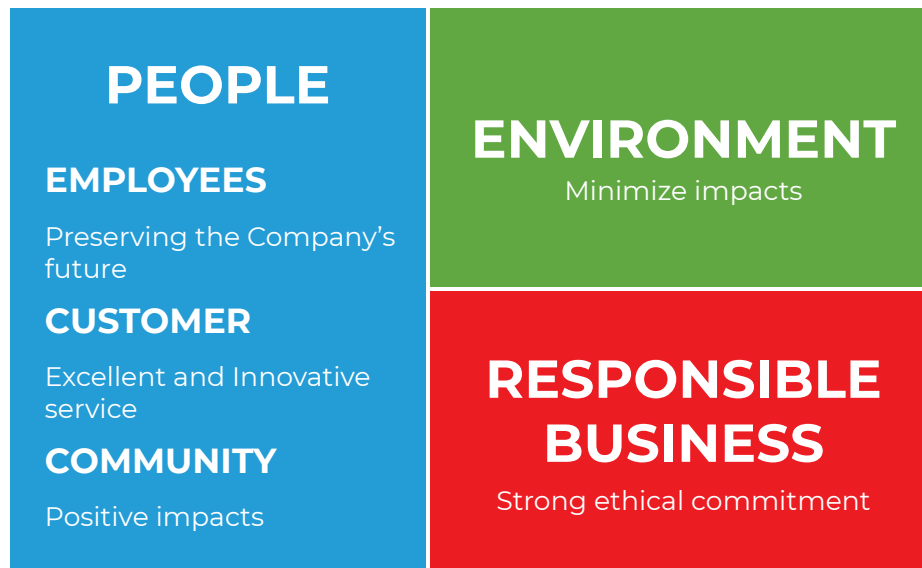 PEOPLE
EMPLOYEES
Preserving the Company's
future
CUSTOMER
Excellent and Innovative
service
COMMUNITY
Positive impacts
ENVIRONMENT
Minimize impacts
RESPONSIBLE
BUSINESS
Strong ethical commitment